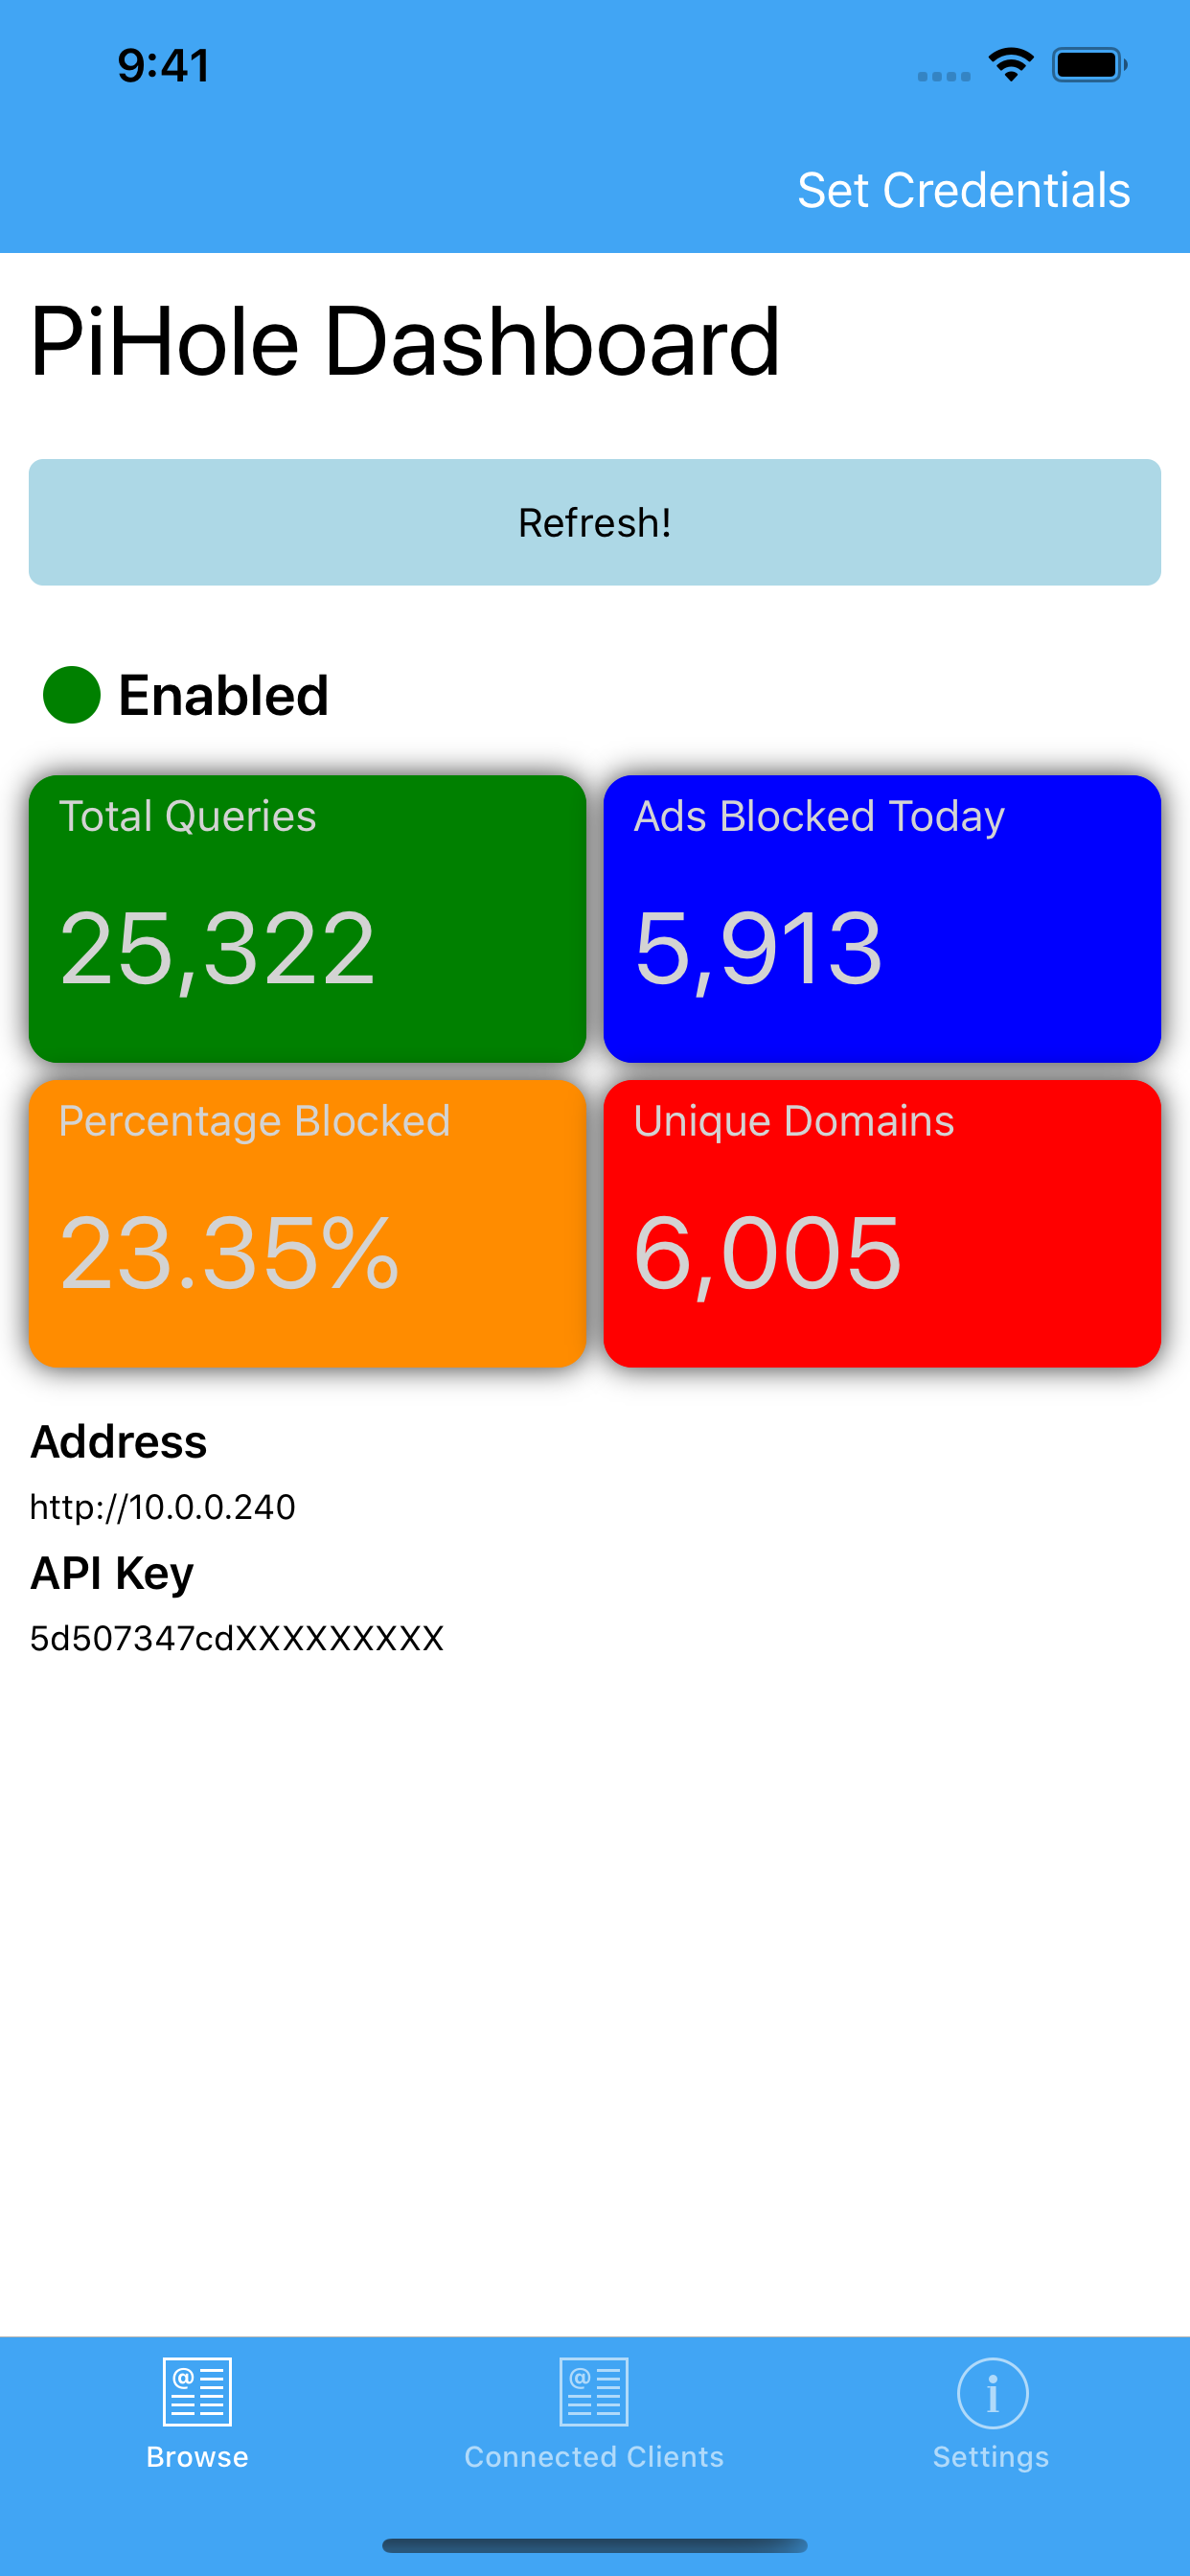 9:41
Set Credentials
PiHole Dashboard
Refresh!
Enabled
Total Queries
25,322
Ads Blocked Today
5,913
Percentage Blocked
23.35%
Unique Domains
6,005
Address
http://10.0.0.240
API Key
5d507347cdXXXXXXXXX
@
@
i
Browse
Connected Clients
Settings